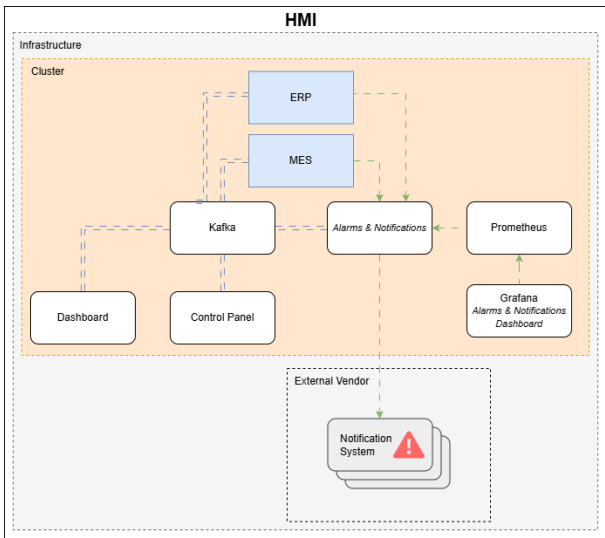 HMI
Infrastructure
Cluster
ERP
MES
Kafka
Alarms & Notifications
Prometheus
Dashboard
Control Panel
Grafana
Alarms & Notifications
Dashboard
External Vendor
Notification
System